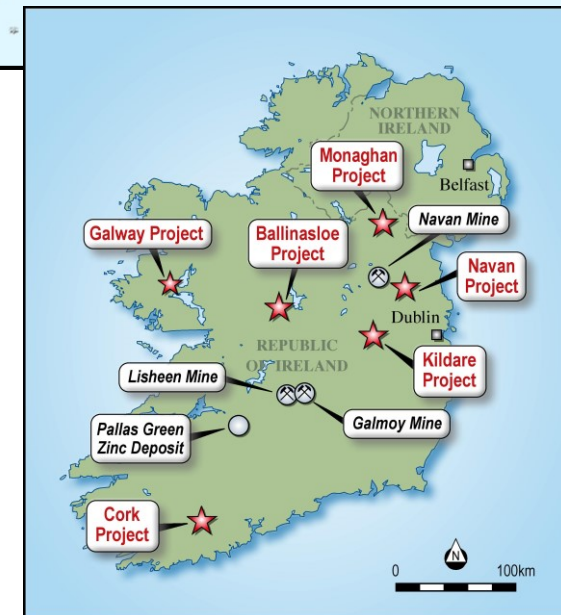 NORTHERN
IRELAND
Monaghan
Project
Belfast
Navan Mine
Galway Project
Ballinasloe
Project
Navan
Project
Dublin
REPUBLIC
OF IRELAND
Kildare
Project
Lisheen Mine
Galmoy Mine
Pallas Green
Zinc Deposit
Cork
Project
N
0
100km